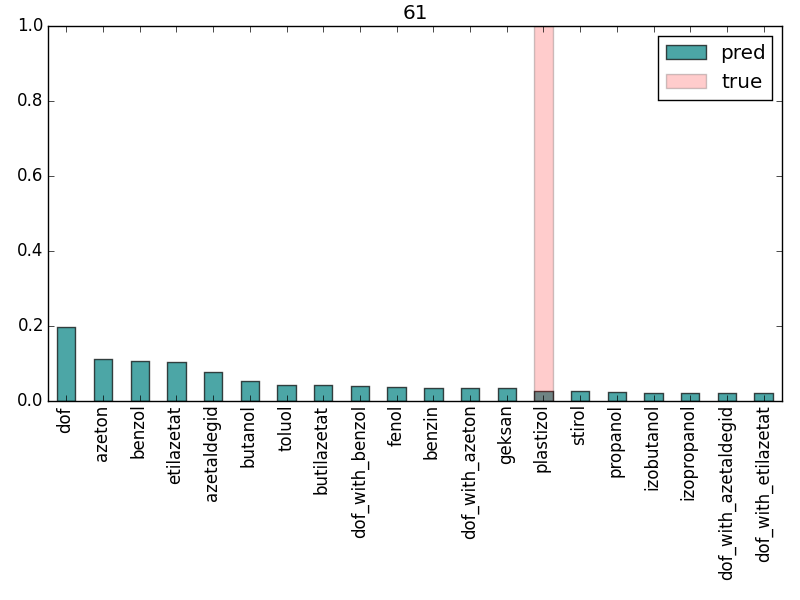 61
1.0
0.8
0.6
0.4
0.2
0.0
pred
true
dof
azeton
benzol
etilazetat
azetaldegid
butanol
toluol
butilazetat
dof_with_benzol
fenol
benzin
dof_with_azeton
geksan
plastizol
stirol
propanol
izobutanol
izopropanol
dof_with_azetaldegid
dof_with_etilazetat